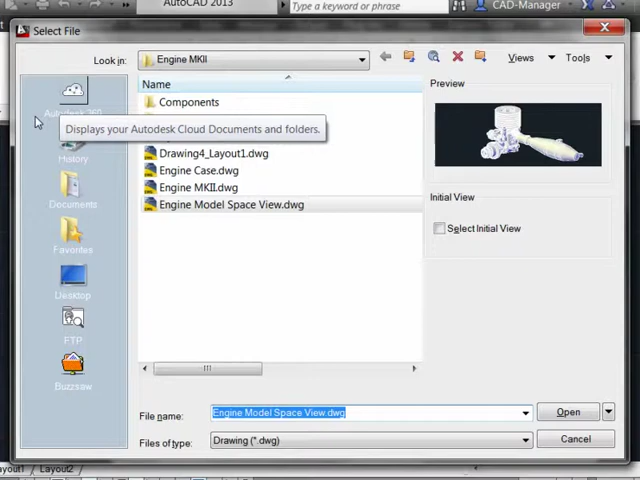 AutoCAD 2013
Type a keyword or phrase
CAD-Manager
Select File
Look in:
Engine MKII
Views
Tools
Name
Preview
Components
Autodesk 360
Displays your Autodesk Cloud Documents and folders.
Drawing4_Layout1.dwg
History
Engine Case.dwg
Engine MKII.dwg
Engine Model Space View.dwg
Documents
Initial View
Select Initial View
Favorites
Desktop
FTP
Buzzsaw
File name:
Engine Model Space View.dwg
Open
Files of type:
Drawing (*.dwg)
Cancel
ayout1
Layout2